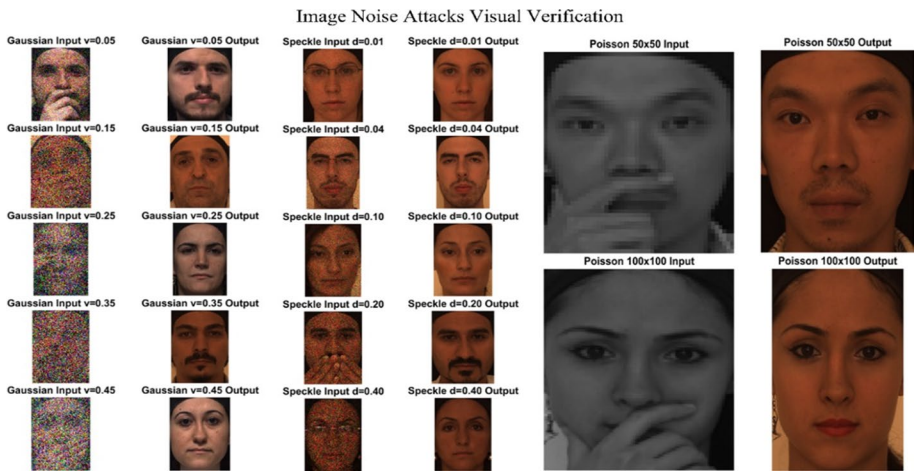 Image Noise Attacks Visual Verification
Gaussian Input v=0.05
Gaussian v=0.05 Output
Speckle Input d=0.01
Speckle d=0.01 Output
Gaussian Input v=0.15
Gaussian v=0.15 Output
Speckle Input d=0.04
Speckle d=0.04 Output
Gaussian Input v=0.25
Gaussian v=0.25 Output
Speckle Input d=0.10
Speckle d=0.10 Output
Gaussian Input v=0.35
Gaussian v=0.35 Output
Speckle Input d=0.20
Speckle d=0.20 Output
Gaussian Input v=0.45
Gaussian v=0.45 Output
Speckle Input d=0.40
Speckle d=0.40 Output
Poisson 50x50 Input
Poisson 50x50 Output
Poisson 100x100 Input
Poisson 100x100 Output